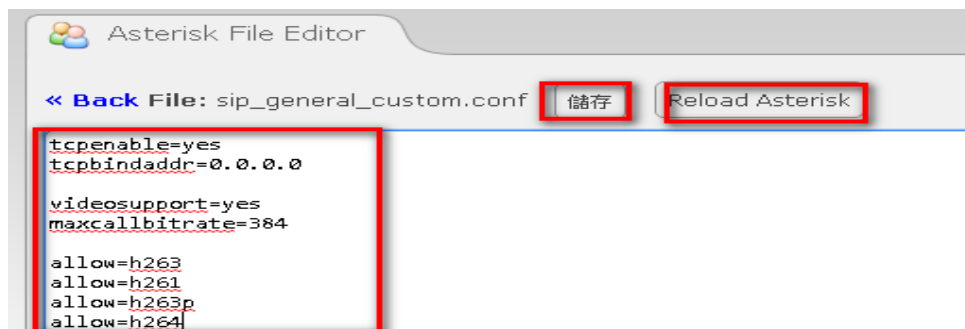 Asterisk File Editor
« Back File: sip_general_custom.conf 儲存 Reload Asterisk
tcpenable=yes
tcpbindaddr=0.0.0.0
videosupport=yes
maxcallbitrate=384
allow=h263
allow=h261
allow=h263p
allow=h264